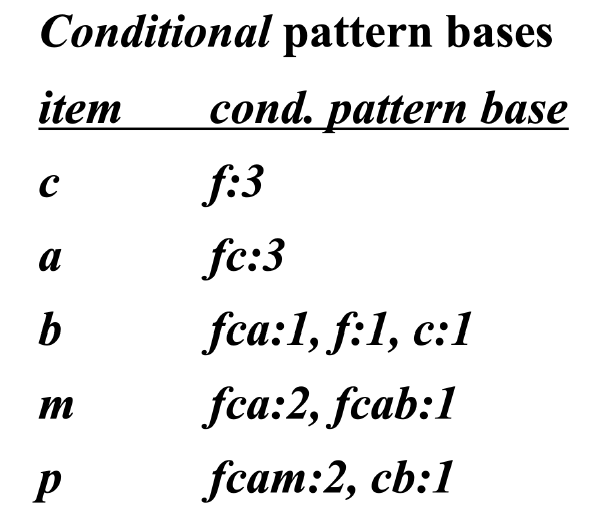 Conditional pattern bases
item cond. pattern base
c f:3
a fc:3
b fca:1, f:1, c:1
m fca:2, fcab:1
p fcam:2, cb:1